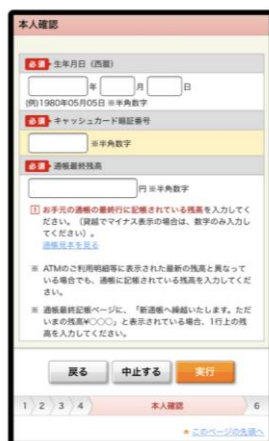 本人確認
必須 生年月日（西暦）
年 月 日
(例)1980年05月05日 ※半角数字
必須 キャッシュカード暗証番号
※半角数字
必須 通帳最終残高
円 ※半角数字
! お手元の通帳の最終行に記帳されている残高を入力してく
ださい。（貸越でマイナス表示の場合は、数字のみ入力し
てください）。
通帳見本を見る
※ ATMのご利用明細等に表示された最新の残高と異なって
いる場合でも、通帳に記帳されている残高を入力してくだ
さい。
※ 通帳最終記帳ページに、「新通帳へ繰越いたします。ただ
いまの残高￥○○○」と表示されている場合、1行上の残
高を入力してください。
戻る 中止する 実行
1 2 3 4 本人確認 6
このページの先頭へ